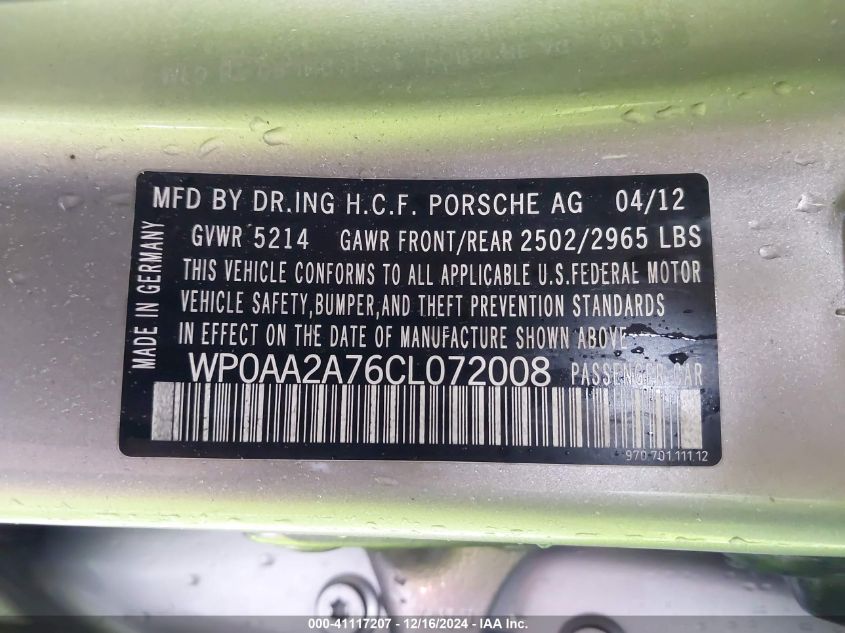 MFD BY DR.ING H.C.F. PORSCHE AG 04/12
GVWR 5214 GAWR FRONT/REAR 2502/2965 LBS
THIS VEHICLE CONFORMS TO ALL APPLICABLE U.S.FEDERAL MOTOR
VEHICLE SAFETY,BUMPER,AND THEFT PREVENTION STANDARDS
IN EFFECT ON THE DATE OF MANUFACTURE SHOWN ABOVE
WP0AA2A76CL072008 PASSENGER CAR
970.701.111.12
MADE IN GERMANY
000-41117207 - 12/16/2024 - IAA Inc.